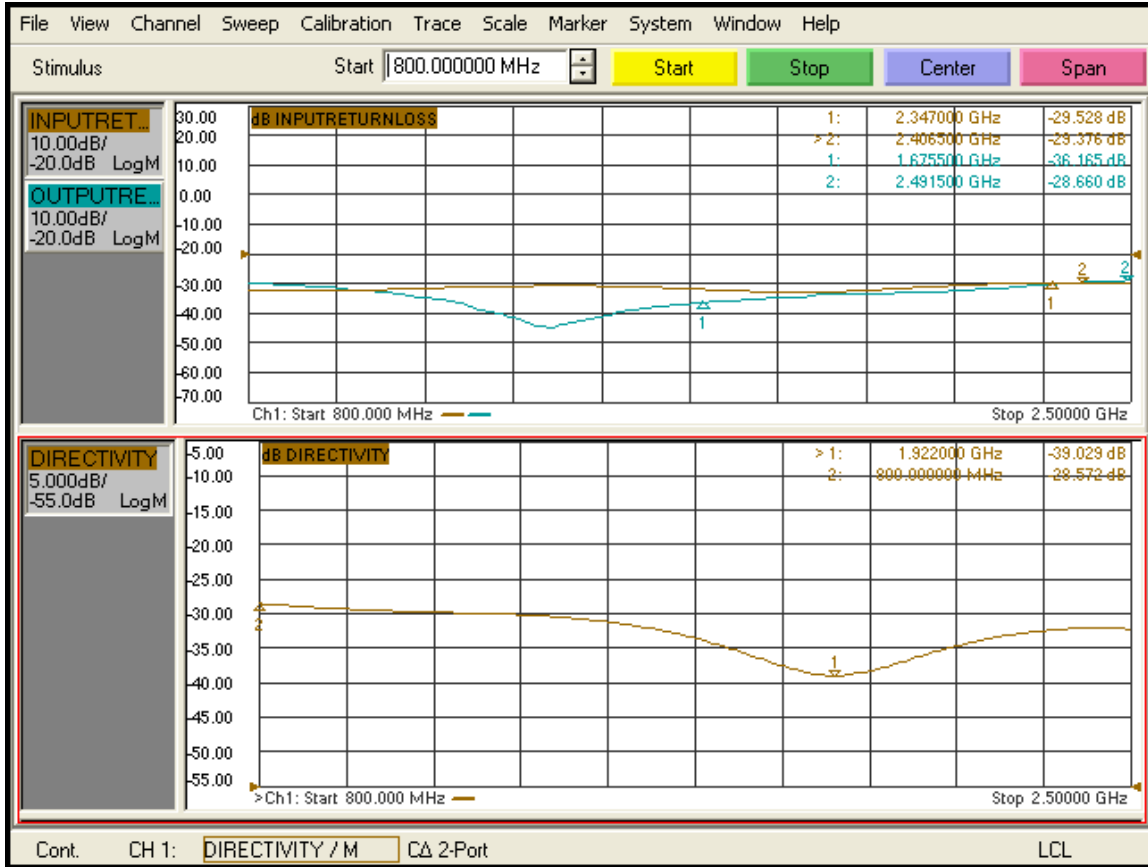 File View Channel Sweep Calibration Trace Scale Marker System Window Help
Stimulus Start 800.000000 MHz Start Stop Center Span
INPUTRET...
10.00dB/
-20.0dB LogM
OUTPUTRE...
10.00dB/
-20.0dB LogM
30.00
20.00
10.00
0.00
-10.00
-20.00
-30.00
-40.00
-50.00
-60.00
-70.00
dB INPUTRETURNLOSS
1: 2.347000 GHz -29.528 dB
> 2: 2.406500 GHz -29.376 dB
1: 1.675500 GHz -36.165 dB
2: 2.491500 GHz -28.660 dB
2 2
1 1
Ch1: Start 800.000 MHz Stop 2.50000 GHz
DIRECTIVITY
5.000dB/
-55.0dB LogM
-5.00
-10.00
-15.00
-20.00
-25.00
-30.00
-35.00
-40.00
-45.00
-50.00
-55.00
dB DIRECTIVITY
> 1: 1.922000 GHz -39.029 dB
2: 800.000000 MHz -28.572 dB
2
1
>Ch1: Start 800.000 MHz Stop 2.50000 GHz
Cont. CH 1: DIRECTIVITY / M CΔ 2-Port LCL